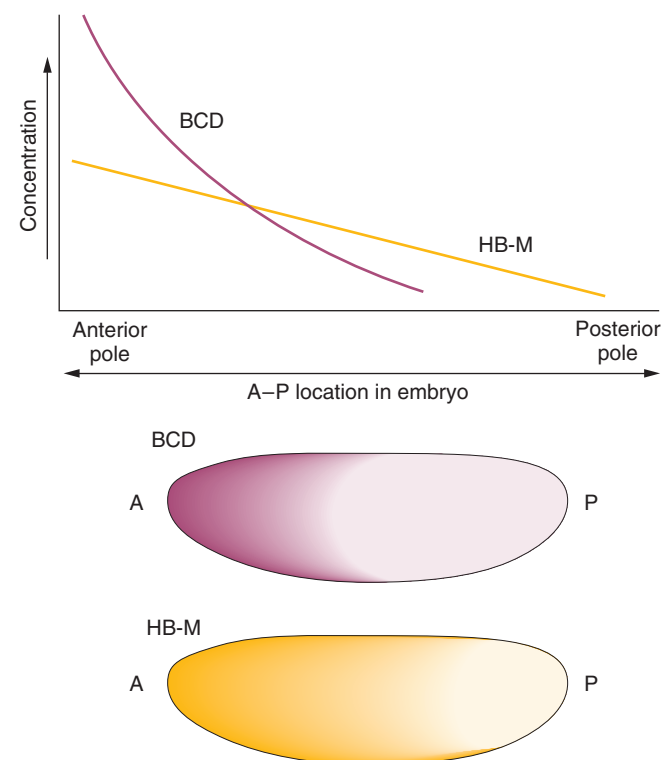 Concentration
BCD
HB-M
Anterior
pole
Posterior
pole
A–P location in embryo
BCD
A
P
HB-M
A
P